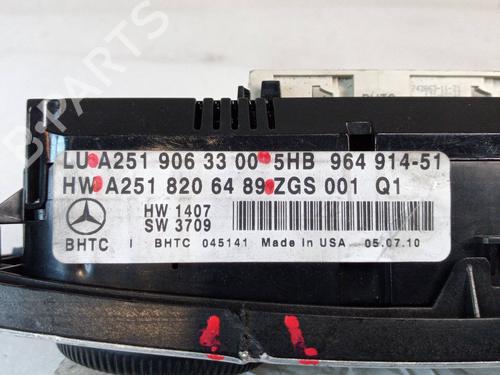 B-PARTS
LU A251 906 33 00 5HB 964 914-51
HW A251 820 64 89 ZGS 001 Q1
HW 1407
SW 3709
BHTC I BHTC 045141 Made in USA 05.07.10